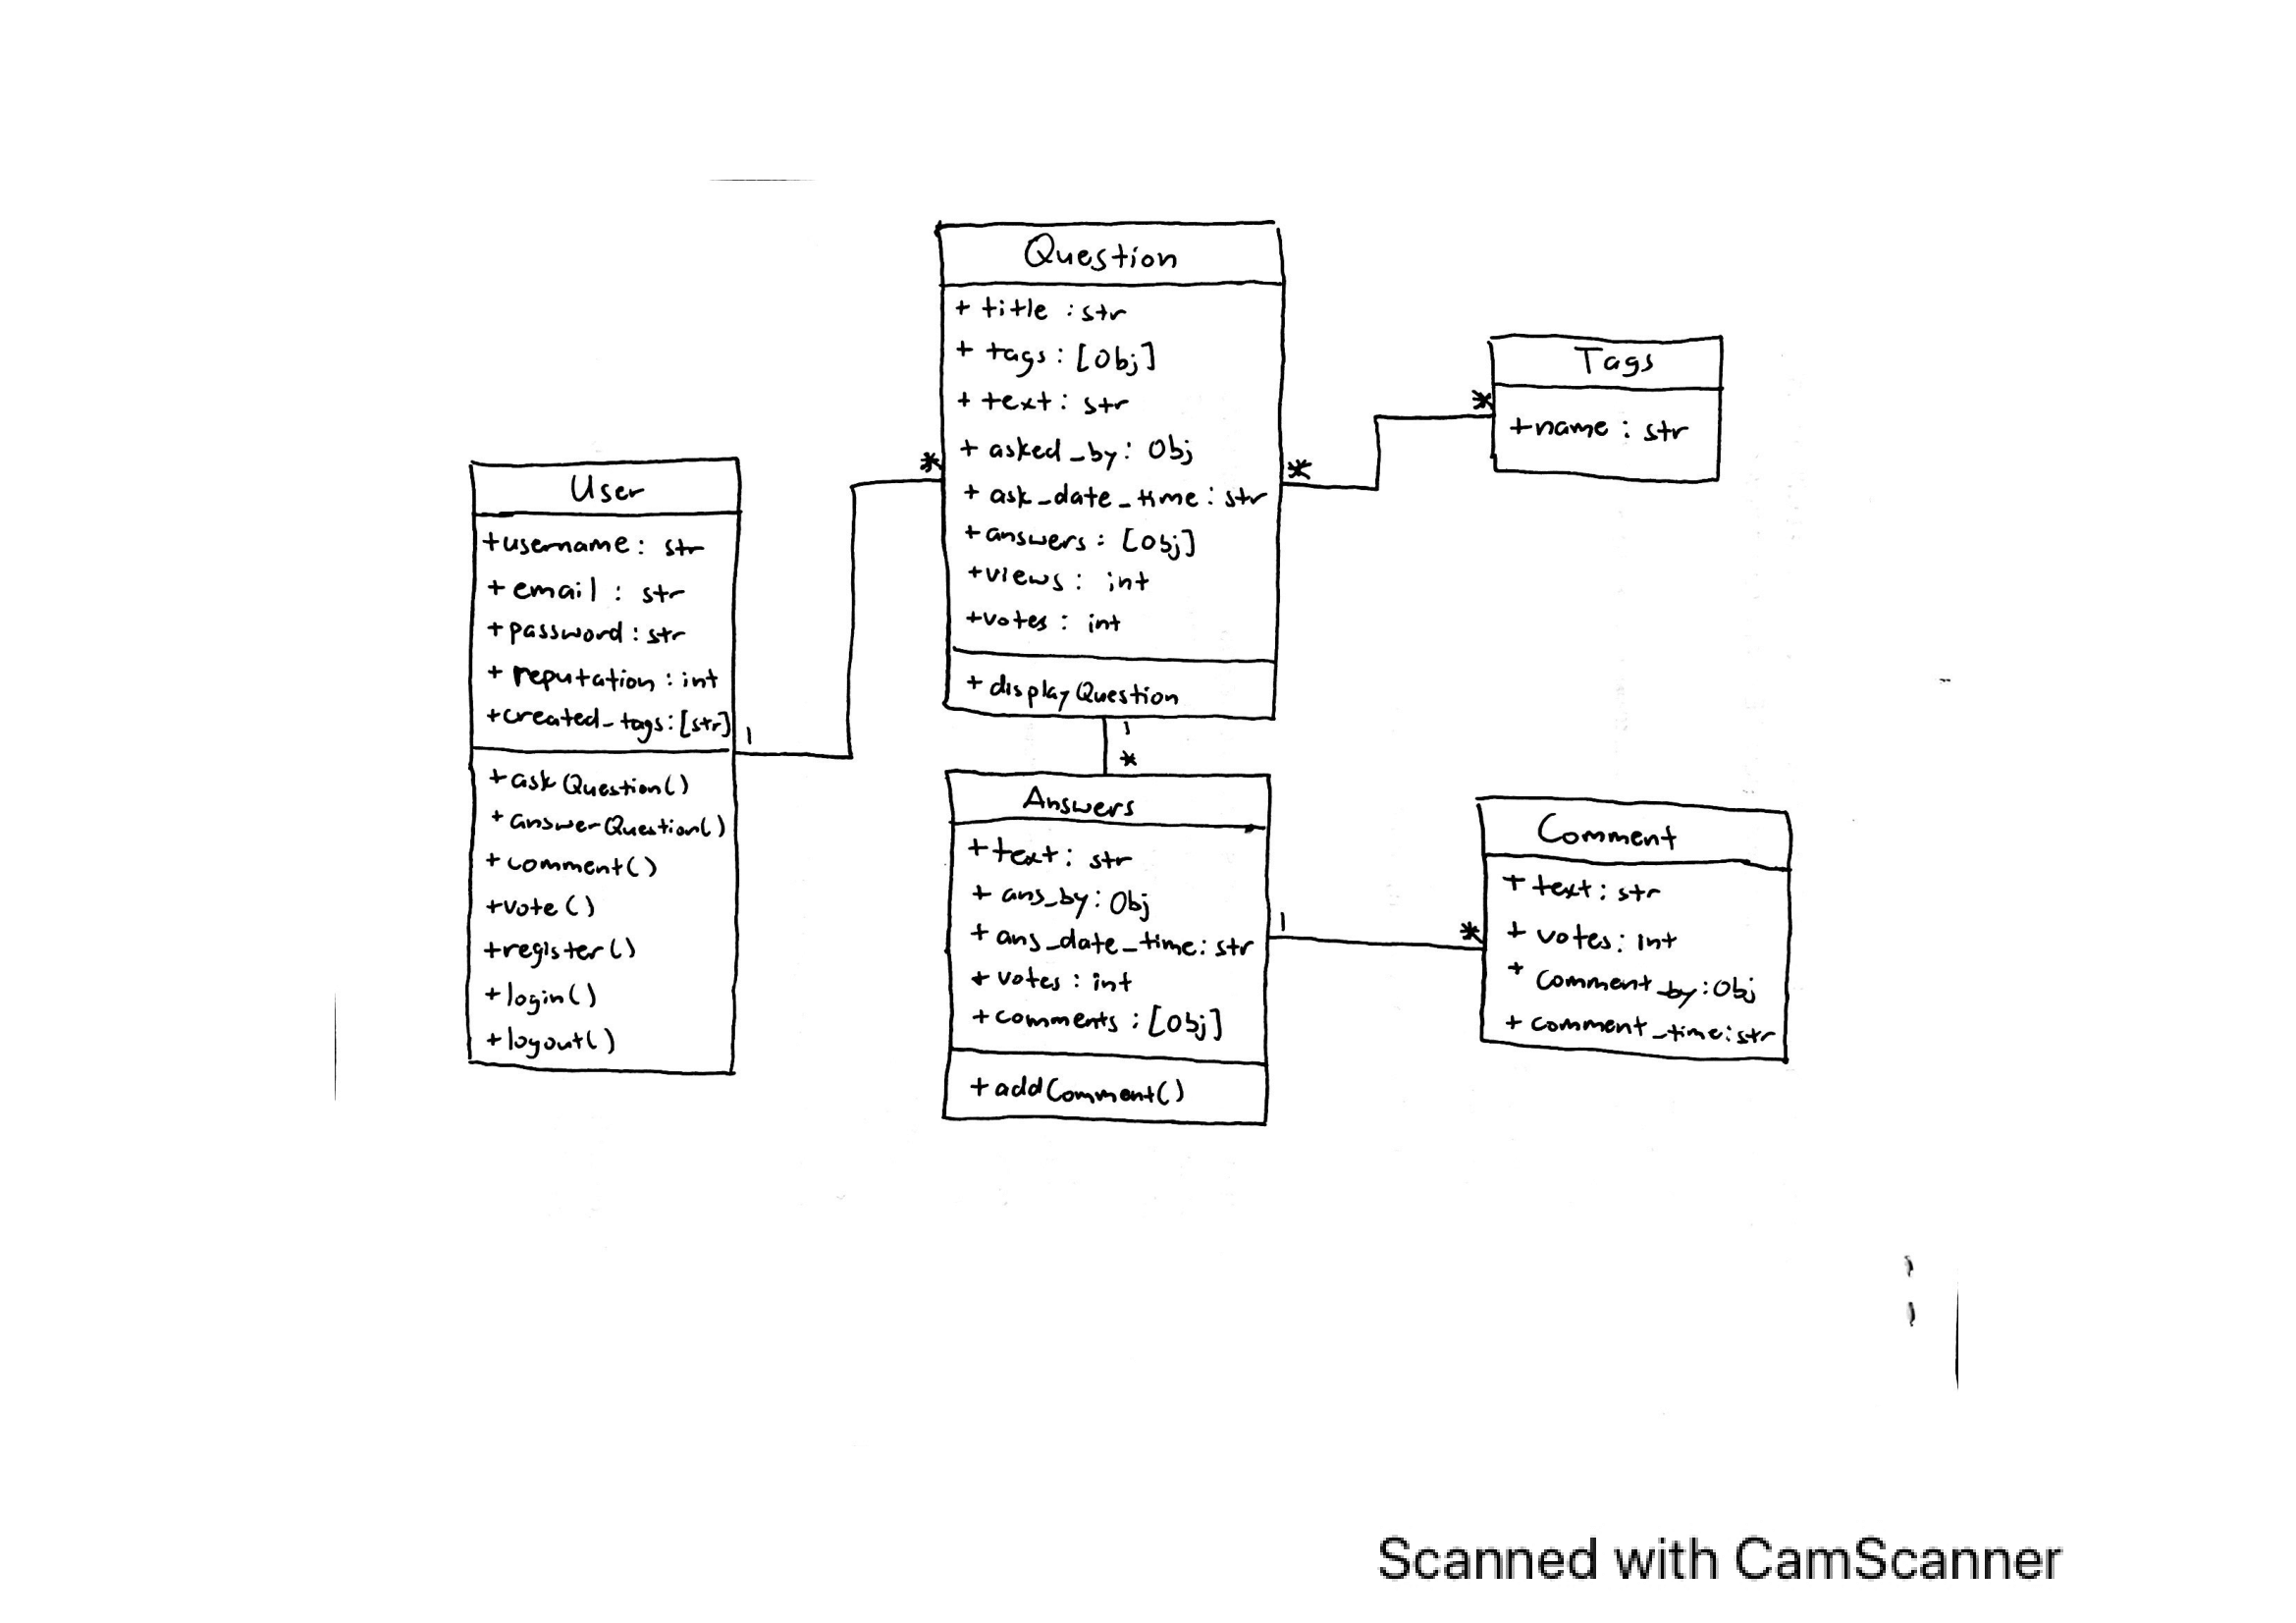 Question
+ title : str
+ tags : [Obj]
+ text : str
+ asked_by : Obj
+ ask_date_time : str
+ answers : [Obj]
+ views : int
+ votes : int
+ displayQuestion
*
*
Tags
+ name : str
*
User
+ username : str
+ email : str
+ password : str
+ reputation : int
+ created_tags : [str]
+ askQuestion()
+ answerQuestion()
+ comment()
+ vote()
+ register()
+ login()
+ logout()
1
1
*
Answers
+ text : str
+ ans_by : Obj
+ ans_date_time : str
+ votes : int
+ comments : [Obj]
+ addComment()
1
*
Comment
+ text : str
+ votes : int
+ comment_by : Obj
+ comment_time : str
Scanned with CamScanner